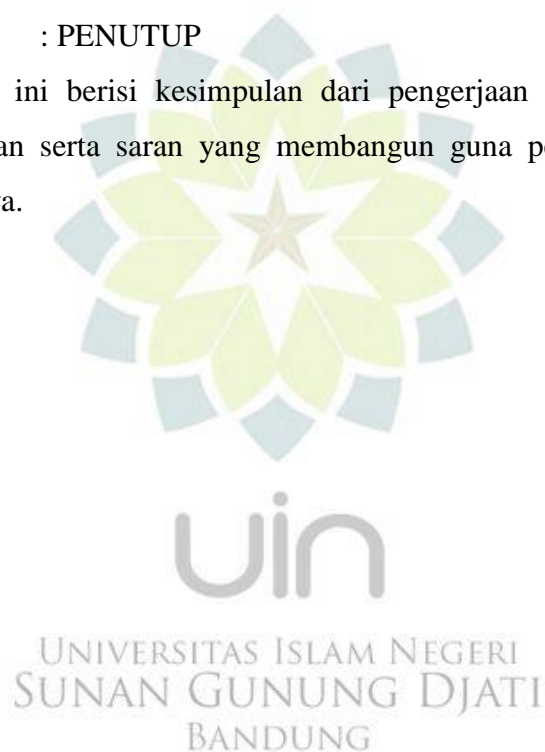 : PENUTUP
ini berisi kesimpulan dari pengerjaan
an serta saran yang membangun guna
a.
uin
UNIVERSITAS ISLAM NEGERI
SUNAN GUNUNG DJATI
BANDUNG